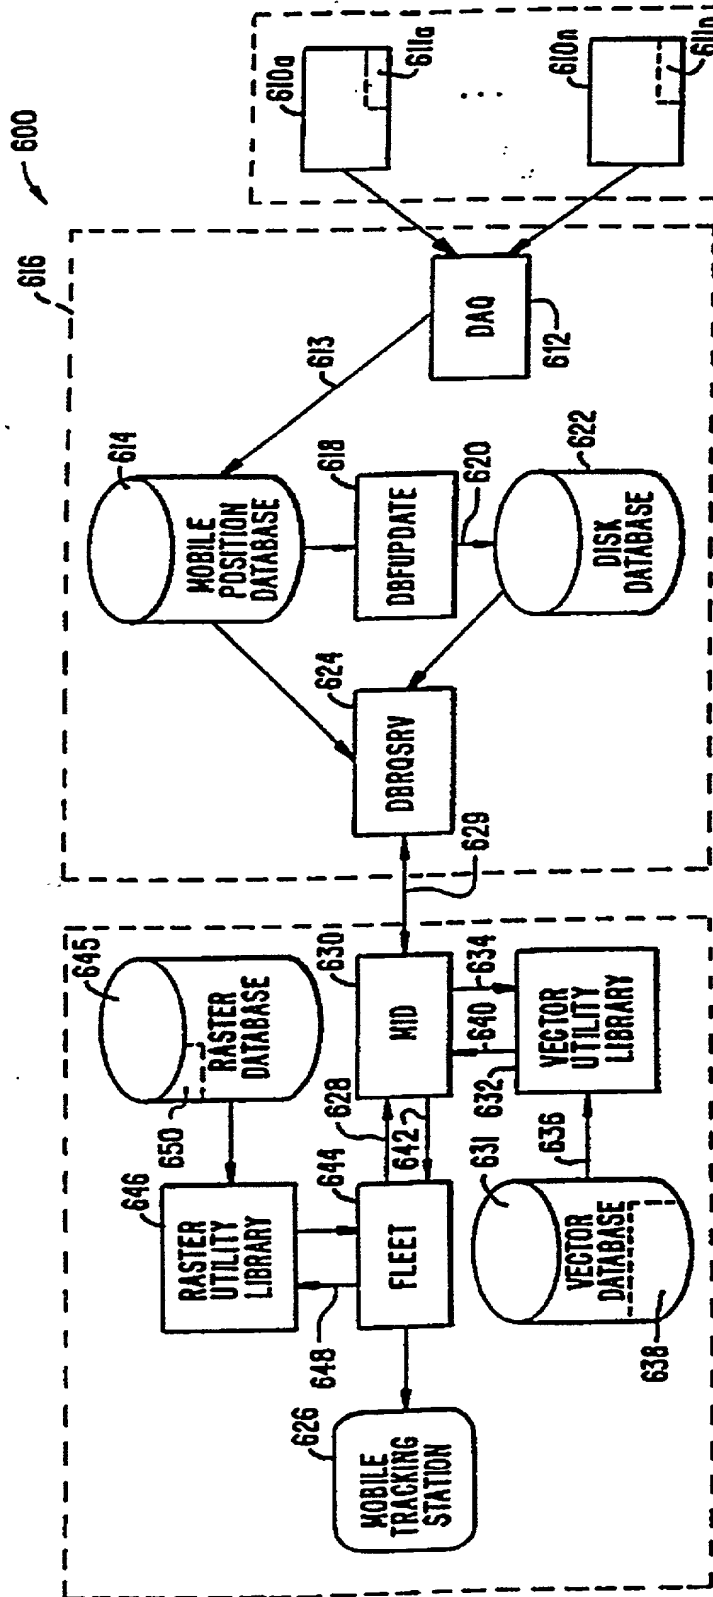 600
616
645
RASTER
DATABASE
650
646
RASTER
UTILITY
LIBRARY
648
626
MOBILE
TRACKING
STATION
644
FLEET
628
642
630
MID
634
640
632
VECTOR
UTILITY
LIBRARY
636
631
VECTOR
DATABASE
638
629
624
DBRQSRV
614
MOBILE
POSITION
DATABASE
618
DBFUPDATE
620
622
DISK
DATABASE
613
DAQ
612
610a
611a
...
610n
611n